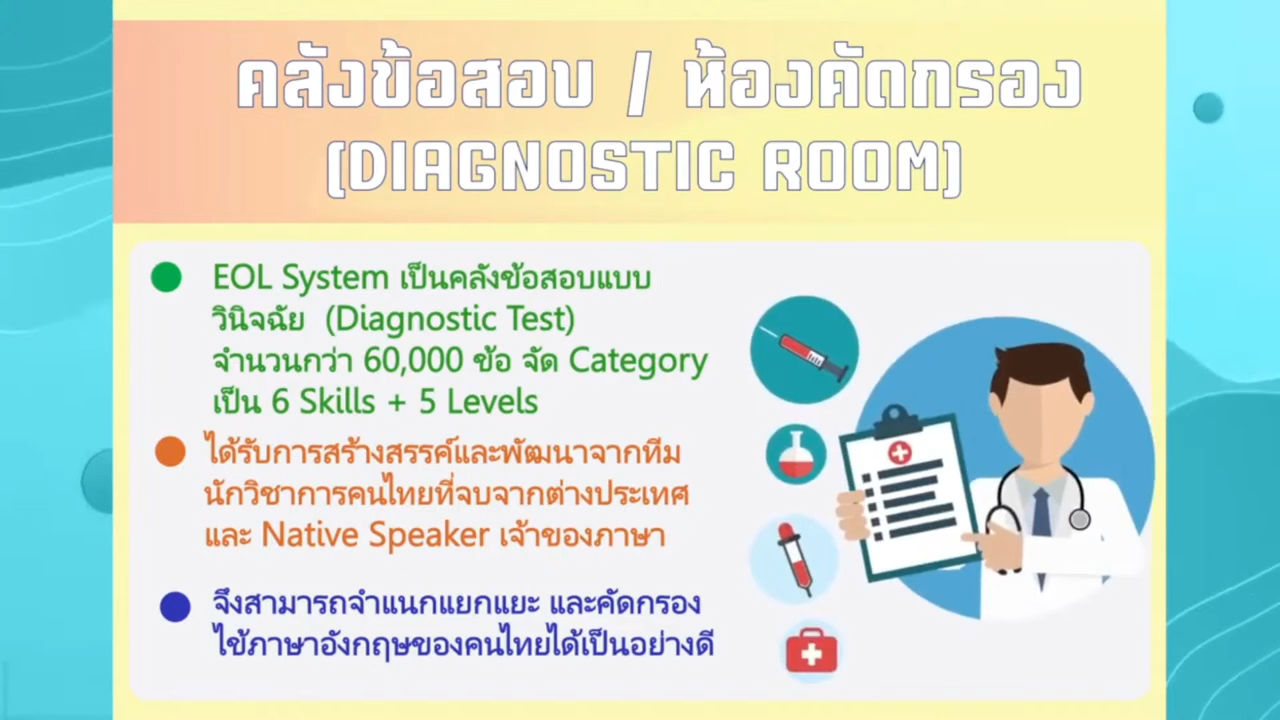 คลังข้อสอบ / ห้องคัดกรอง
(DIAGNOSTIC ROOM)
EOL System เป็นคลังข้อสอบแบบ
วินิจฉัย (Diagnostic Test)
จำนวนกว่า 60,000 ข้อ จัด Category
เป็น 6 Skills + 5 Levels
ได้รับการสร้างสรรค์และพัฒนาจากทีม
นักวิชาการคนไทยที่จบจากต่างประเทศ
และ Native Speaker เจ้าของภาษา
จึงสามารถจำแนกแยกแยะ และคัดกรอง
ไข้ภาษาอังกฤษของคนไทยได้เป็นอย่างดี